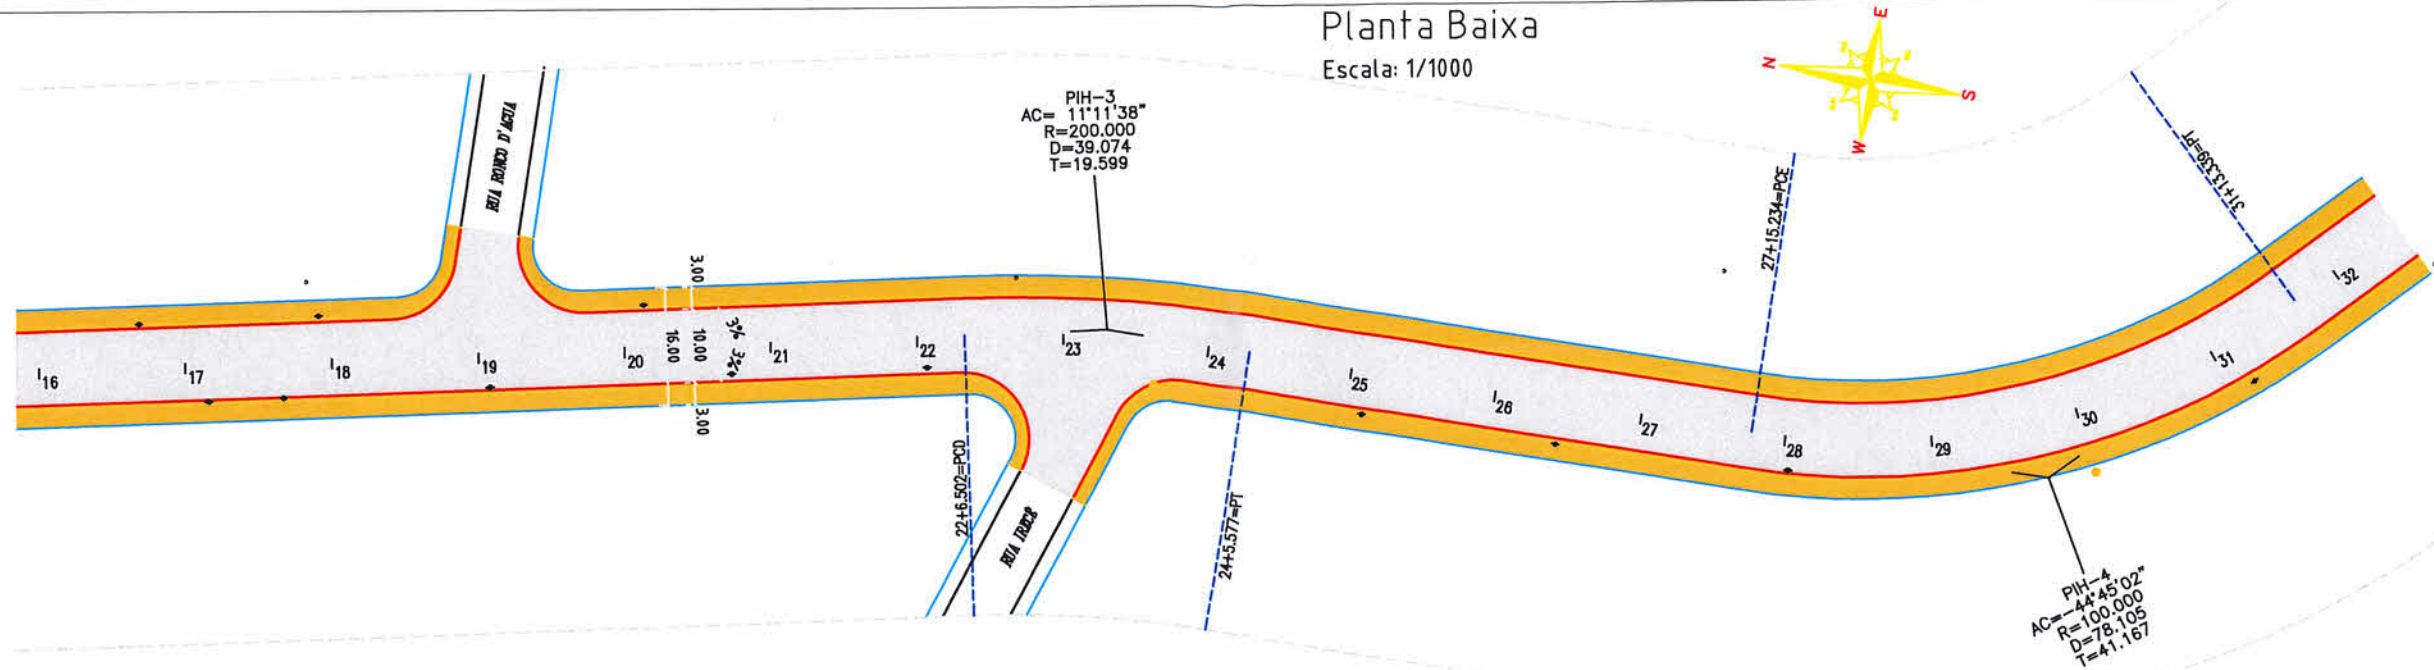 Planta Baixa
Escala: 1/1000
E
N
S
W
PIH-3
AC= 11°11'38"
R=200.000
D=39.074
T=19.599
RUA RONCO D'AGUA
27+15.234=PCE
31+13.339=PT
3.00
16.00
10.00
3% 3%
3.00
16
17
18
19
20
21
22
23
24
25
26
27
28
29
30
31
32
22+6.502=PCD
24+5.577=PT
RUA IRECÊ
PIH-4
AC=-44°45'02"
R=100.000
D=78.105
T=41.167